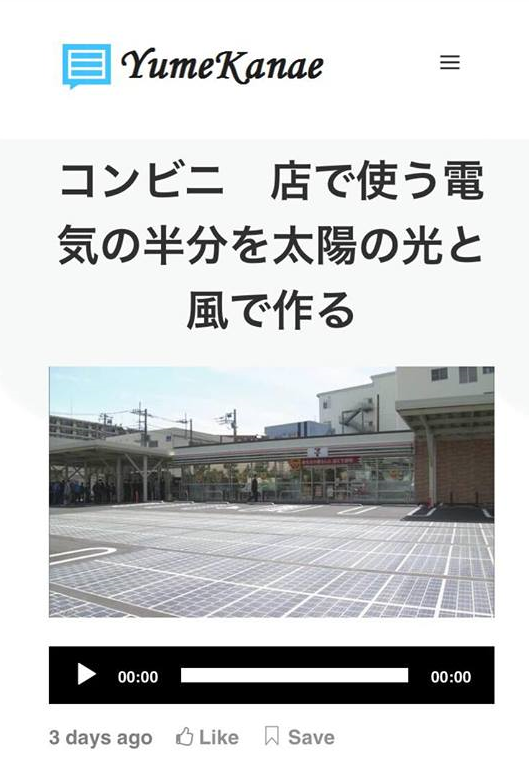 YumeKanae
コンビニ　店で使う電
気の半分を太陽の光と
風で作る
00:00 00:00
3 days ago Like Save